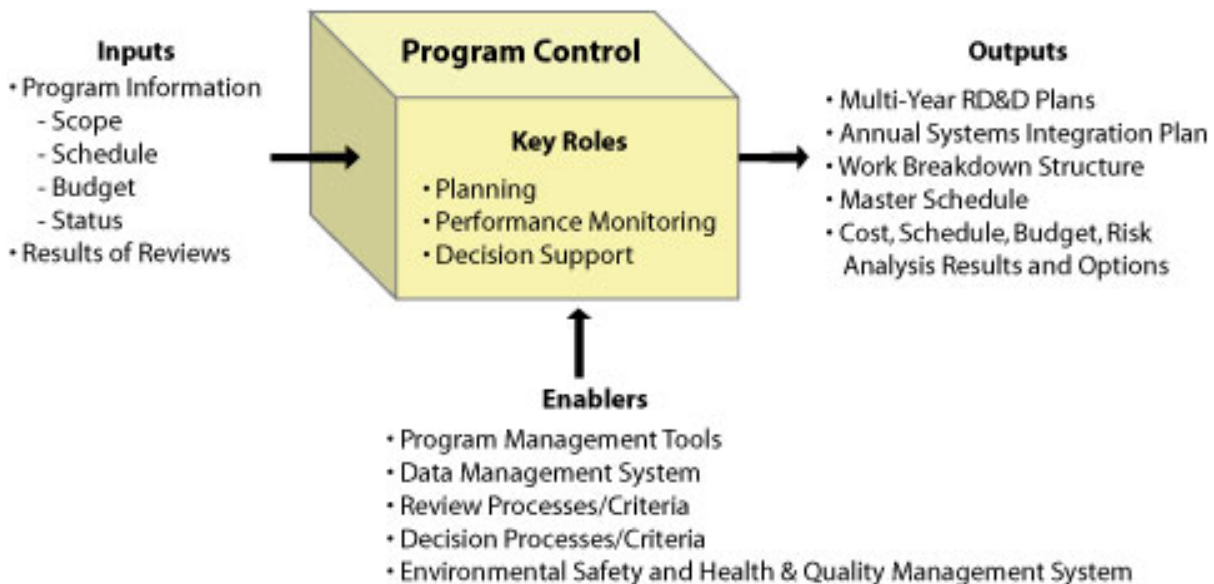 Inputs
• Program Information
- Scope
- Schedule
- Budget
- Status
• Results of Reviews
Program Control
Key Roles
• Planning
• Performance Monitoring
• Decision Support
Outputs
• Multi-Year RD&D Plans
• Annual Systems Integration Plan
• Work Breakdown Structure
• Master Schedule
• Cost, Schedule, Budget, Risk
Analysis Results and Options
Enablers
• Program Management Tools
• Data Management System
• Review Processes/Criteria
• Decision Processes/Criteria
• Environmental Safety and Health & Quality Management System